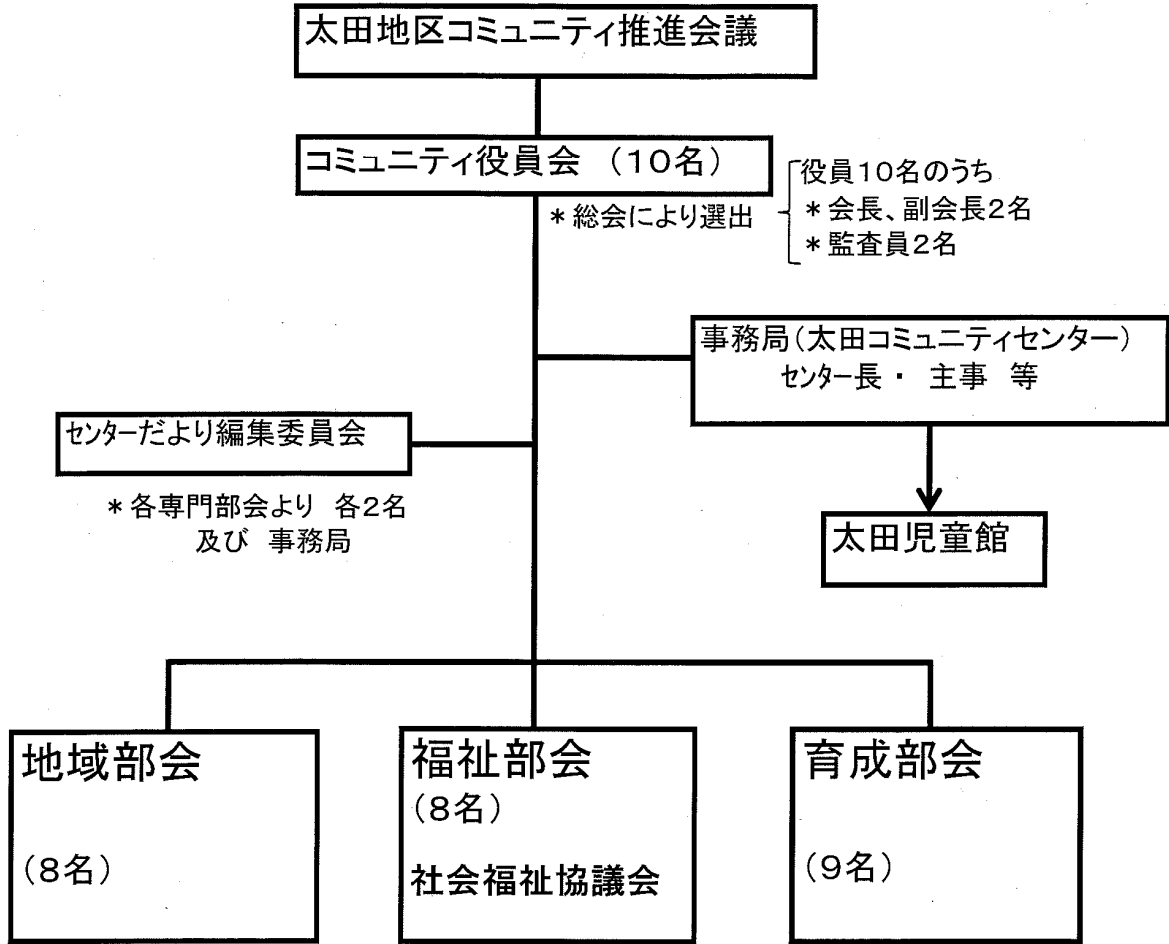 太田地区コミュニティ推進会議
コミュニティ役員会 （１０名）
＊総会により選出
役員１０名のうち
＊会長、副会長２名
＊監査員２名
事務局（太田コミュニティセンター）
センター長・ 主事 等
センターだより編集委員会
＊各専門部会より 各２名
及び 事務局
太田児童館
地域部会
（８名）
福祉部会
（８名）
社会福祉協議会
育成部会
（９名）